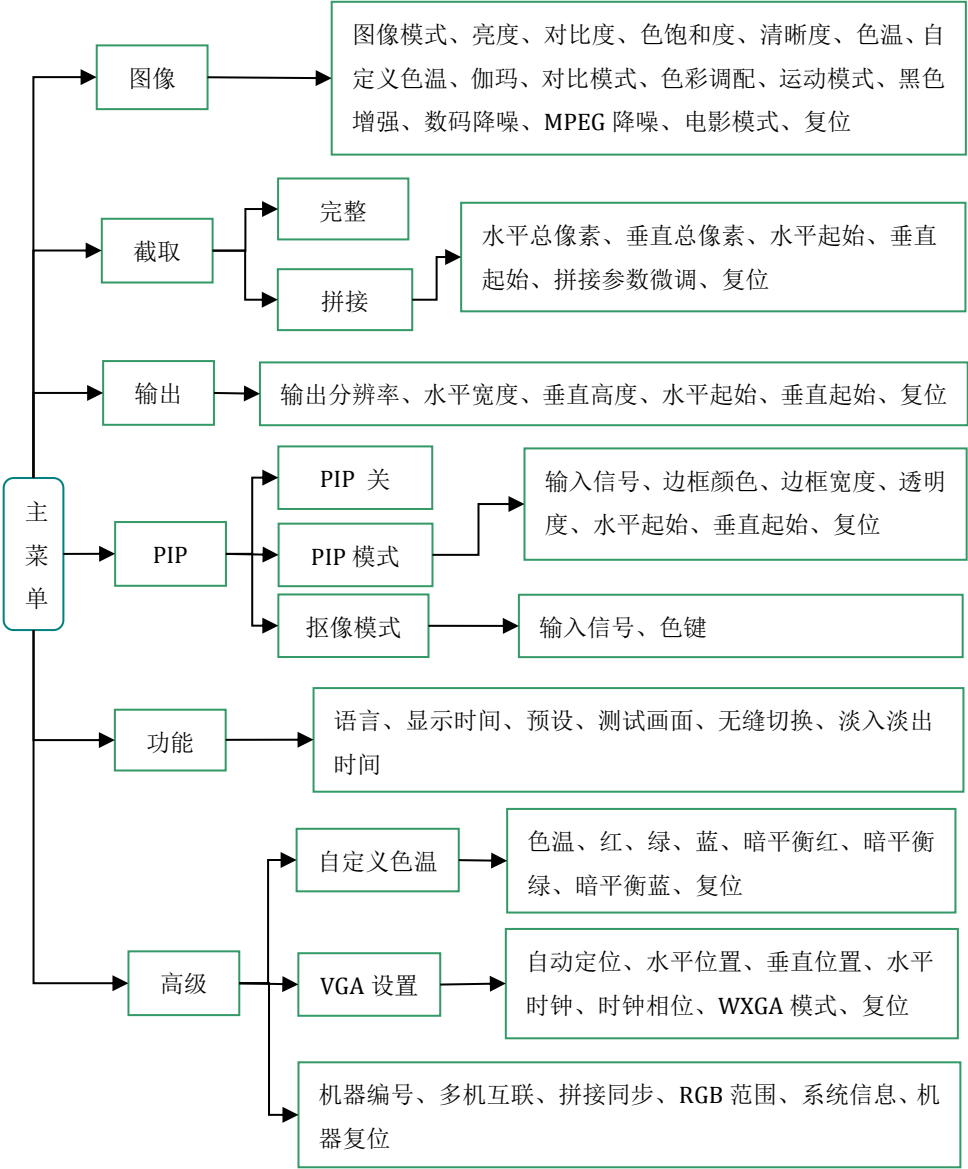 图像模式、亮度、对比度、色饱和度、清晰度、色温、自
定义色温、伽玛、对比模式、色彩调配、运动模式、黑色
增强、数码降噪、MPEG 降噪、电影模式、复位
图像
完整
截取
水平总像素、垂直总像素、水平起始、垂直
起始、拼接参数微调、复位
拼接
输出
输出分辨率、水平宽度、垂直高度、水平起始、垂直起始、复位
主
菜
单
PIP 关
输入信号、边框颜色、边框宽度、透明
度、水平起始、垂直起始、复位
PIP
PIP 模式
抠像模式
输入信号、色键
功能
语言、显示时间、预设、测试画面、无缝切换、淡入淡出
时间
自定义色温
色温、红、绿、蓝、暗平衡红、暗平衡
绿、暗平衡蓝、复位
高级
VGA 设置
自动定位、水平位置、垂直位置、水平
时钟、时钟相位、WXGA 模式、复位
机器编号、多机互联、拼接同步、RGB 范围、系统信息、机
器复位